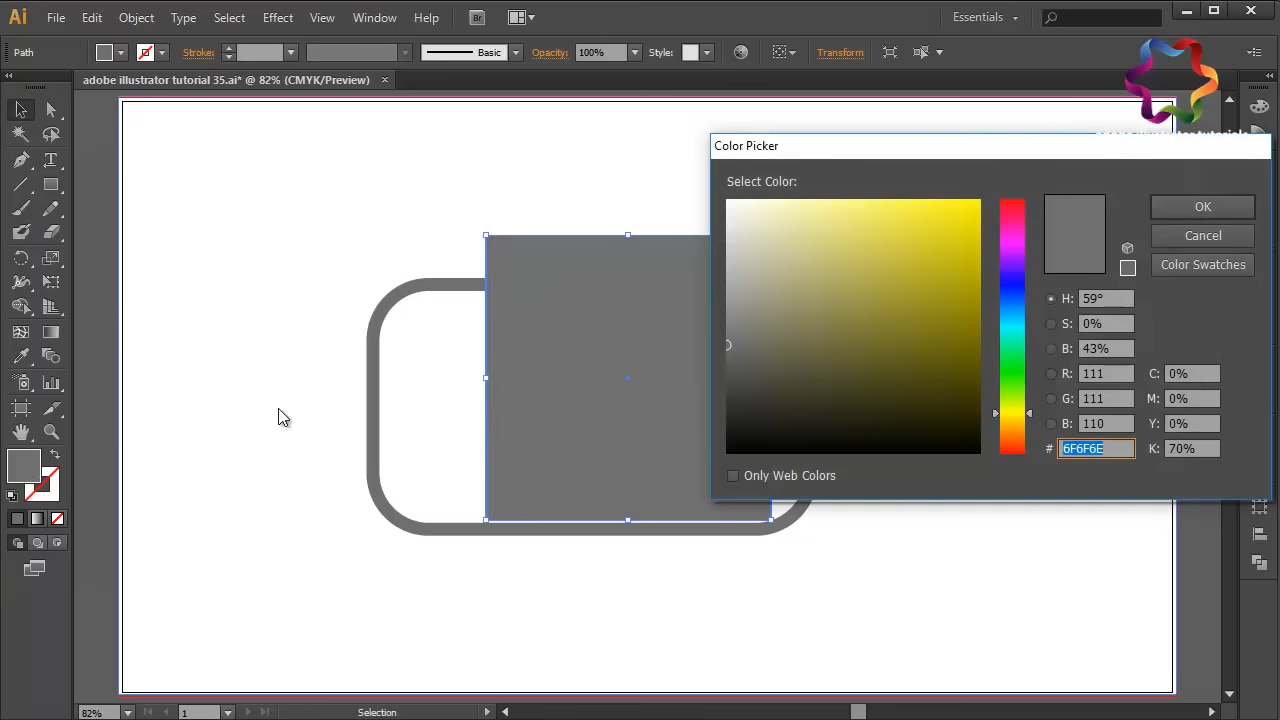 Ai File Edit Object Type Select Effect View Window Help Br Essentials
Path Stroke: Basic Opacity: 100% Style: Transform
adobe illustrator tutorial 35.ai* @ 82% (CMYK/Preview)
Color Picker
Select Color:
OK
Cancel
Color Swatches
H: 59°
S: 0%
B: 43%
R: 111 C: 0%
G: 111 M: 0%
B: 110 Y: 0%
# 6F6F6E K: 70%
Only Web Colors
82% 1 Selection